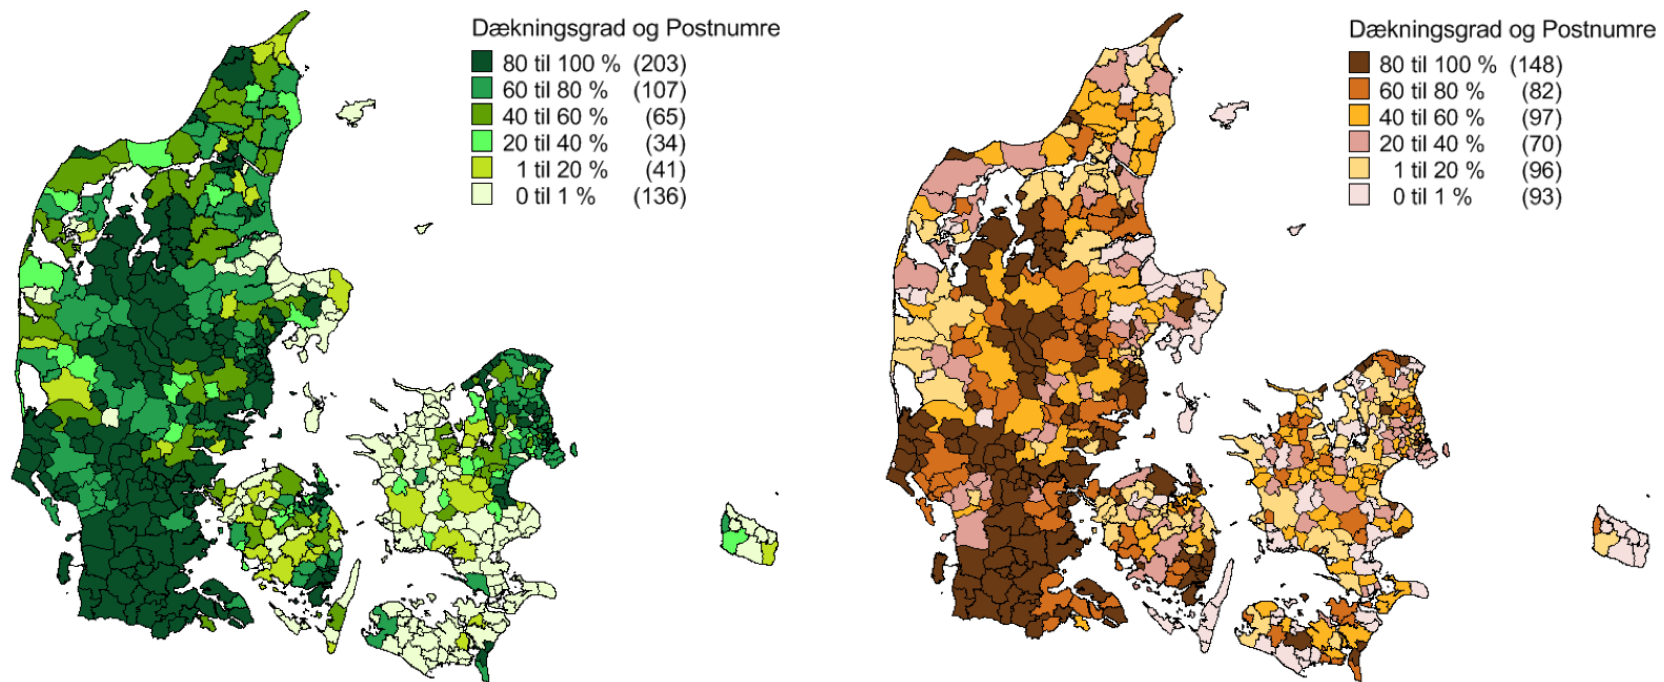 Dækningsgrad og Postnumre
80 til 100 % (203)
60 til 80 % (107)
40 til 60 % (65)
20 til 40 % (34)
1 til 20 % (41)
0 til 1 % (136)
Dækningsgrad og Postnumre
80 til 100 % (148)
60 til 80 % (82)
40 til 60 % (97)
20 til 40 % (70)
1 til 20 % (96)
0 til 1 % (93)